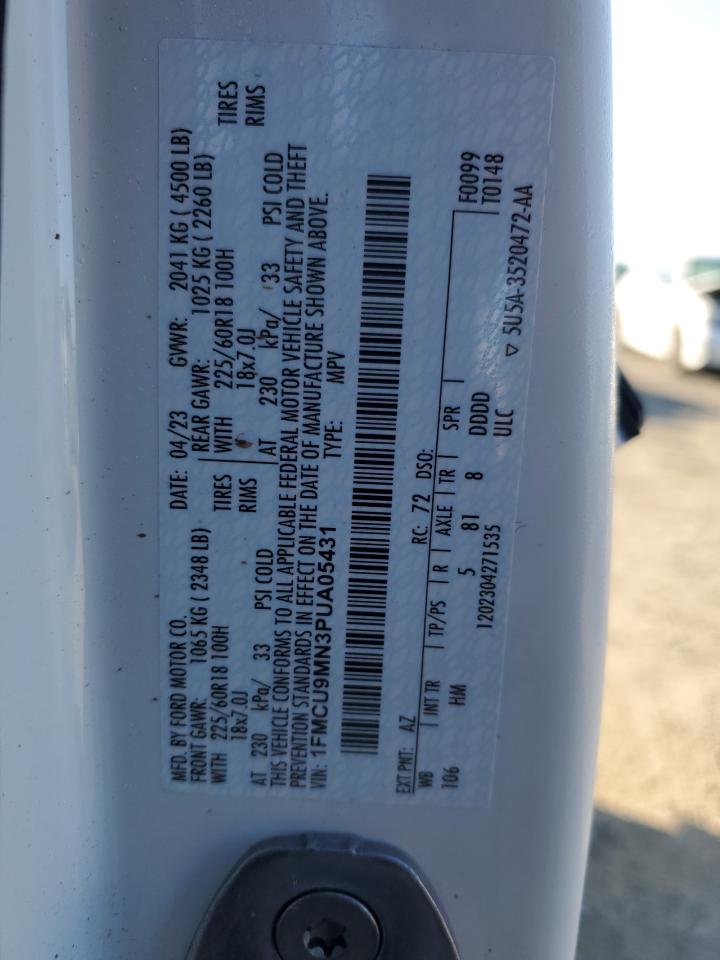 MFD. BY FORD MOTOR CO.
DATE: 04/23 GVWR: 2041 KG ( 4500 LB)
FRONT GAWR: 1065 KG ( 2348 LB)
REAR GAWR: 1025 KG ( 2260 LB)
WITH 225/60R18 100H TIRES
WITH 225/60R18 100H TIRES
18x7.0J RIMS
18x7.0J RIMS
AT 230 kPa/ 33 PSI COLD
AT 230 kPa/ 33 PSI COLD
THIS VEHICLE CONFORMS TO ALL APPLICABLE FEDERAL MOTOR VEHICLE SAFETY AND THEFT
PREVENTION STANDARDS IN EFFECT ON THE DATE OF MANUFACTURE SHOWN ABOVE.
VIN: 1FMCU9MN3PUA05431 TYPE: MPV
EXT PNT: AZ RC: 72 DSO:
F0099
WB INT TR TP/PS R AXLE TR SPR
T0148
106 HM 5 81 8 DDDD
ULC
1202304271535
▽ 5U5A-3520472-AA